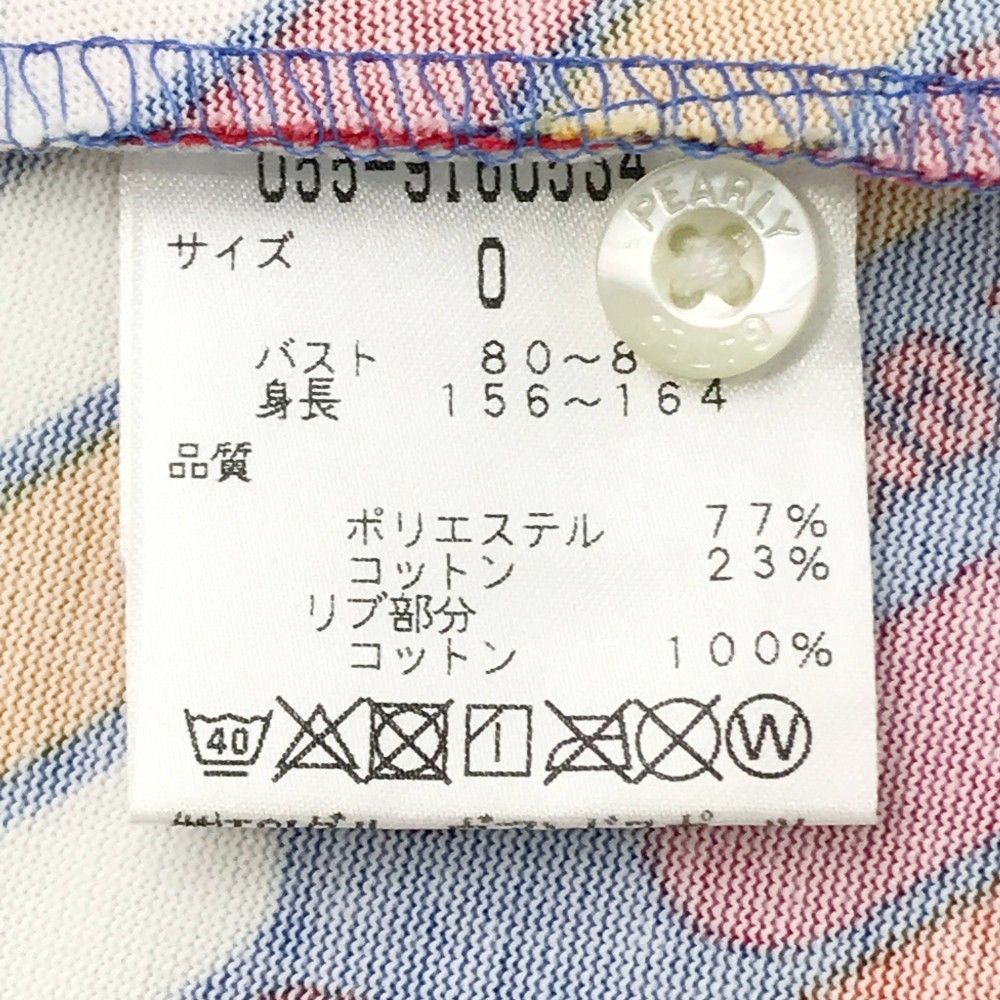 055-9160534
PEARLY
サイズ 0
バスト 80～8
身長 156～164
品質
ポリエステル 77%
コットン 23%
リブ部分
コットン 100%
40
W